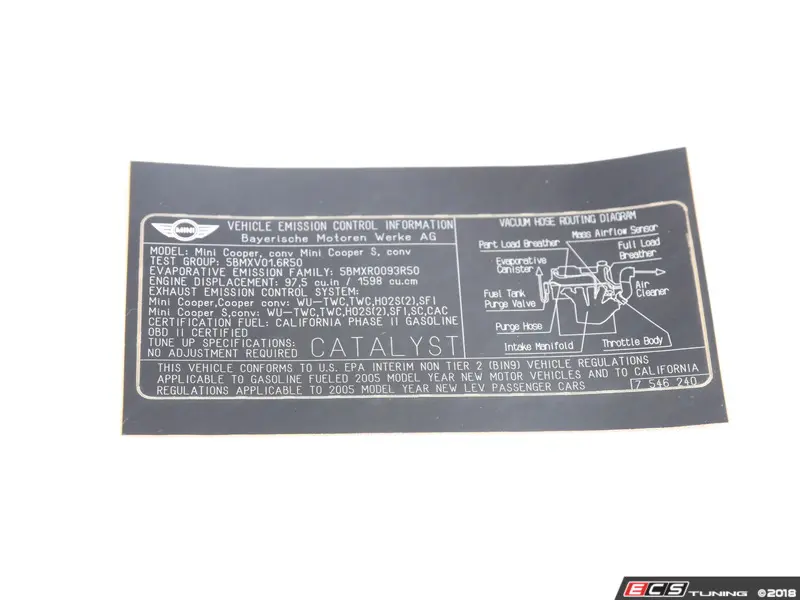 MINI
VEHICLE EMISSION CONTROL INFORMATION
Bayerische Motoren Werke AG
MODEL: Mini Cooper, conv Mini Cooper S, conv
TEST GROUP: 5BMXV01.6R50
EVAPORATIVE EMISSION FAMILY: 5BMXR0093R50
ENGINE DISPLACEMENT: 97,5 cu.in / 1598 cu.cm
EXHAUST EMISSION CONTROL SYSTEM:
Mini Cooper,Cooper conv: WU-TWC,TWC,HO2S(2),SFI
Mini Cooper S,conv: WU-TWC,TWC,HO2S(2),SFI,SC,CAC
CERTIFICATION FUEL: CALIFORNIA PHASE II GASOLINE
OBD II CERTIFIED
TUNE UP SPECIFICATIONS:
NO ADJUSTMENT REQUIRED
CATALYST
VACUUM HOSE ROUTING DIAGRAM
Mass Airflow Sensor
Part Load Breather
Full Load
Breather
Evaporative
Canister
Air
Cleaner
Fuel Tank
Purge Valve
Purge Hose
Intake Manifold
Throttle Body
THIS VEHICLE CONFORMS TO U.S. EPA INTERIM NON TIER 2 (BIN9) VEHICLE REGULATIONS
APPLICABLE TO GASOLINE FUELED 2005 MODEL YEAR NEW MOTOR VEHICLES AND TO CALIFORNIA
REGULATIONS APPLICABLE TO 2005 MODEL YEAR NEW LEV PASSENGER CARS
7 546 240
ECS TUNING ©2018